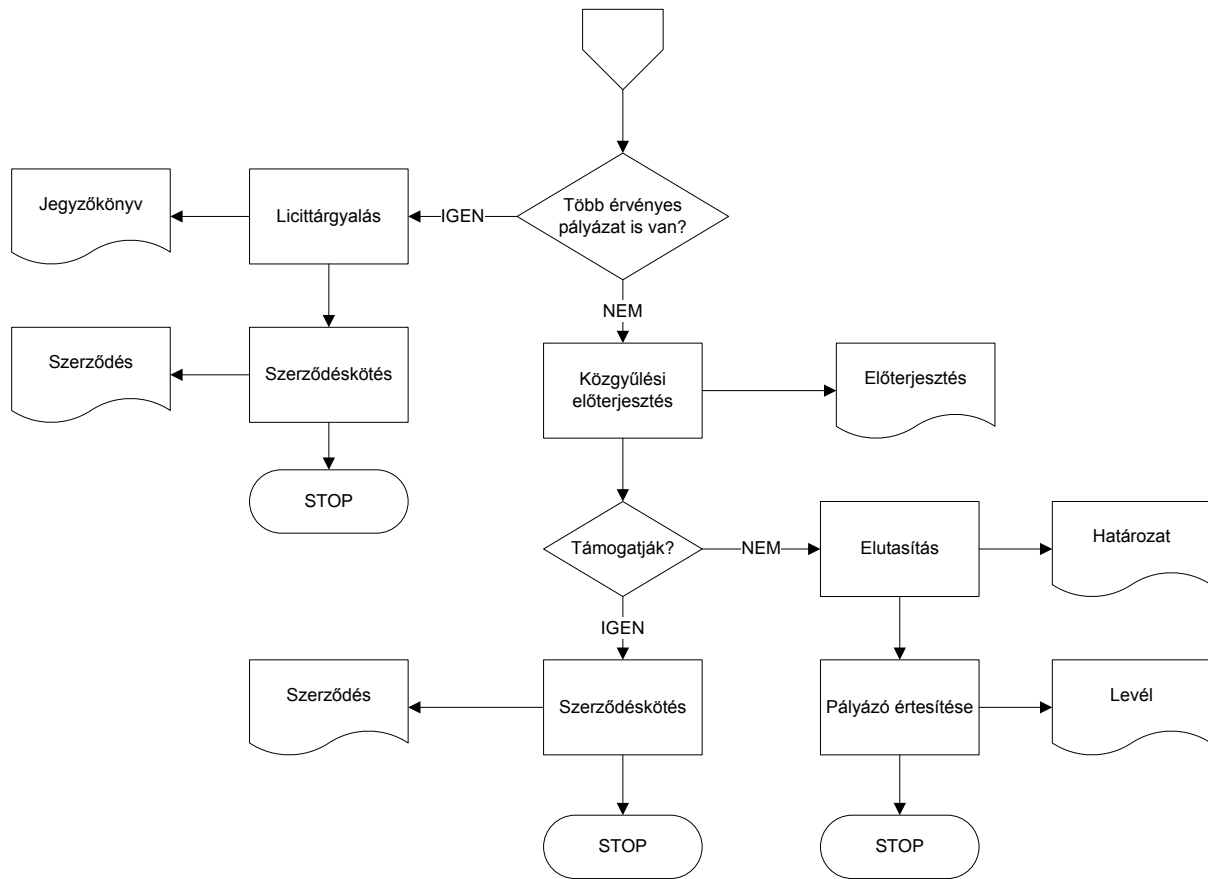 Több érvényes
pályázat is van?
IGEN
Licittárgyalás
Jegyzőkönyv
NEM
Szerződés
Szerződéskötés
Közgyűlési
előterjesztés
Előterjesztés
STOP
Támogatják?
NEM
Elutasítás
Határozat
IGEN
Szerződés
Szerződéskötés
Pályázó értesítése
Levél
STOP
STOP